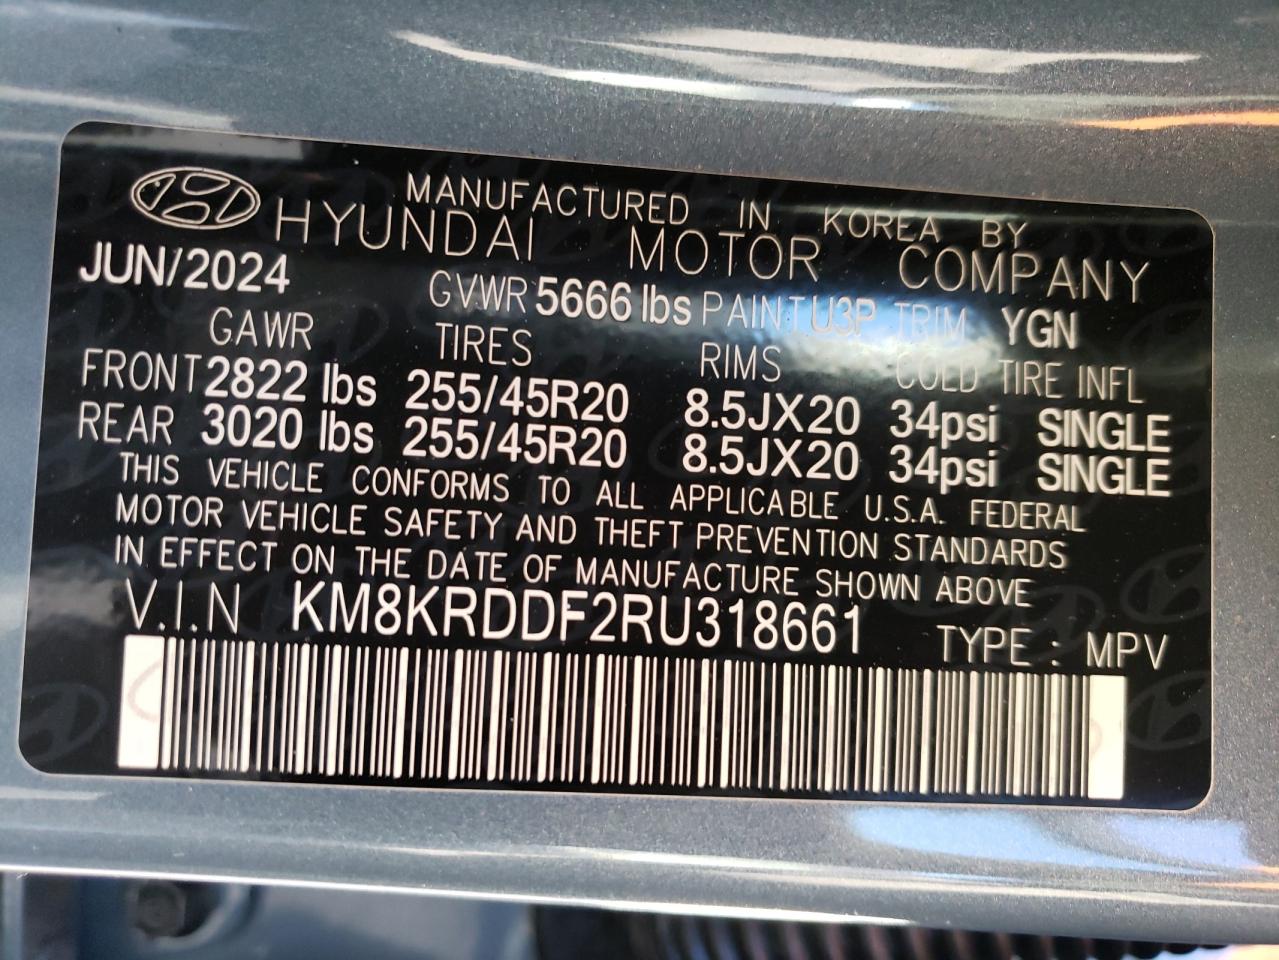 MANUFACTURED IN KOREA BY
HYUNDAI MOTOR COMPANY
JUN/2024 GVWR 5666 lbs PAINT U3P TRIM YGN
GAWR TIRES RIMS COLD TIRE INFL
FRONT 2822 lbs 255/45R20 8.5JX20 34psi SINGLE
REAR 3020 lbs 255/45R20 8.5JX20 34psi SINGLE
THIS VEHICLE CONFORMS TO ALL APPLICABLE U.S.A. FEDERAL
MOTOR VEHICLE SAFETY AND THEFT PREVENTION STANDARDS
IN EFFECT ON THE DATE OF MANUFACTURE SHOWN ABOVE
V.I.N KM8KRDDF2RU318661 TYPE : MPV